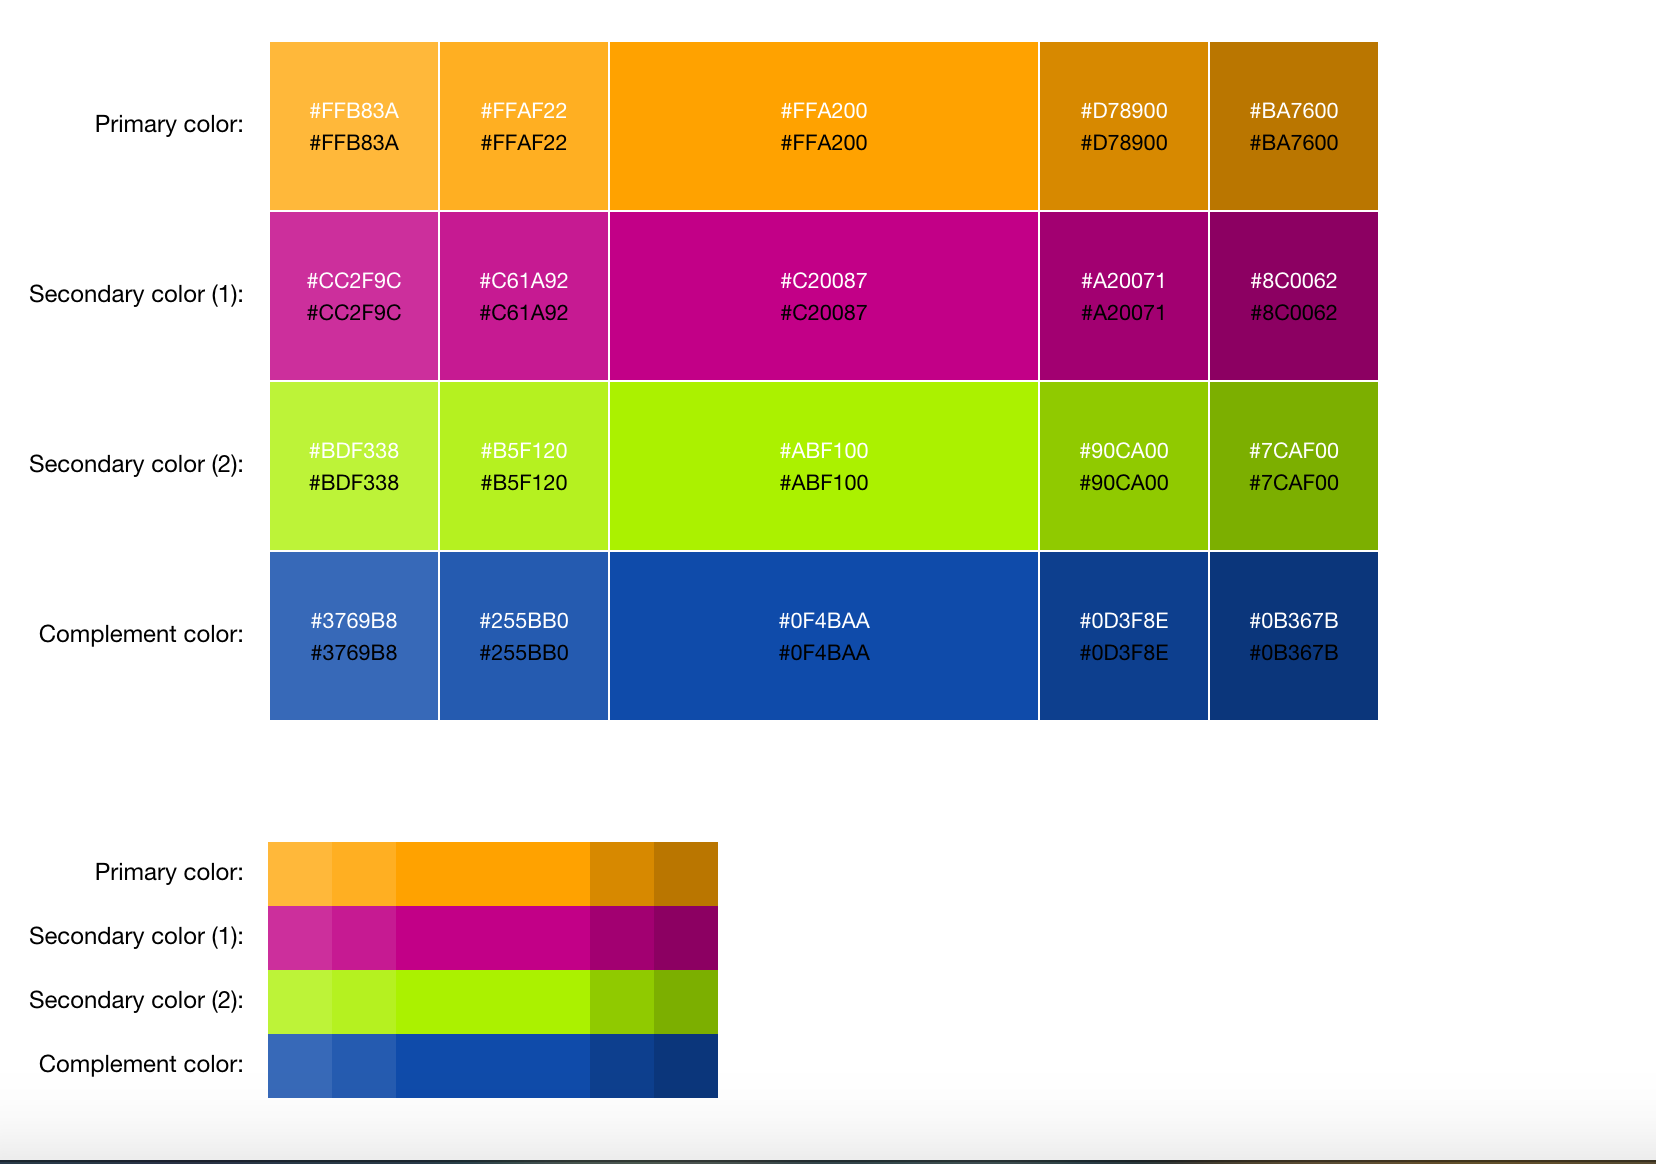 Primary color:
#FFB83A #FFAF22 #FFA200 #D78900 #BA7600
#FFB83A #FFAF22 #FFA200 #D78900 #BA7600
Secondary color (1):
#CC2F9C #C61A92 #C20087 #A20071 #8C0062
#CC2F9C #C61A92 #C20087 #A20071 #8C0062
Secondary color (2):
#BDF338 #B5F120 #ABF100 #90CA00 #7CAF00
#BDF338 #B5F120 #ABF100 #90CA00 #7CAF00
Complement color:
#3769B8 #255BB0 #0F4BAA #0D3F8E #0B367B
#3769B8 #255BB0 #0F4BAA #0D3F8E #0B367B
Primary color:
Secondary color (1):
Secondary color (2):
Complement color: